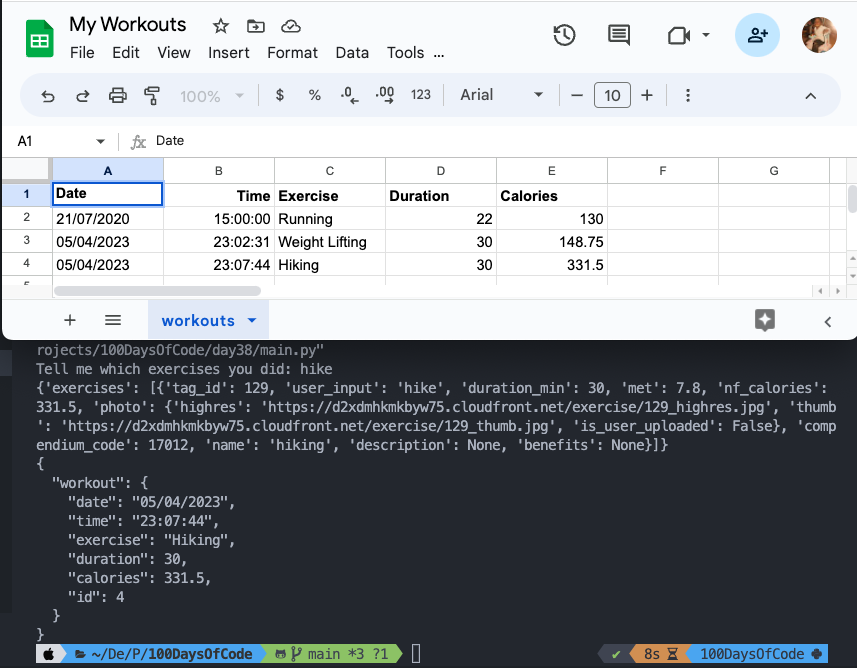 My Workouts
File Edit View Insert Format Data Tools ...
100% $ % .0 .00 123 Arial 10
A1 fx Date
A B C D E F G
1 Date Time Exercise Duration Calories
2 21/07/2020 15:00:00 Running 22 130
3 05/04/2023 23:02:31 Weight Lifting 30 148.75
4 05/04/2023 23:07:44 Hiking 30 331.5
workouts
rojects/100DaysOfCode/day38/main.py"
Tell me which exercises you did: hike
{'exercises': [{'tag_id': 129, 'user_input': 'hike', 'duration_min': 30, 'met': 7.8, 'nf_calories':
331.5, 'photo': {'highres': 'https://d2xdmhkmkbyw75.cloudfront.net/exercise/129_highres.jpg', 'thumb
': 'https://d2xdmhkmkbyw75.cloudfront.net/exercise/129_thumb.jpg', 'is_user_uploaded': False}, 'comp
endium_code': 17012, 'name': 'hiking', 'description': None, 'benefits': None}]}
{
"workout": {
"date": "05/04/2023",
"time": "23:07:44",
"exercise": "Hiking",
"duration": 30,
"calories": 331.5,
"id": 4
}
}
~/De/P/100DaysOfCode main *3 ?1 ✔ 8s 100DaysOfCode